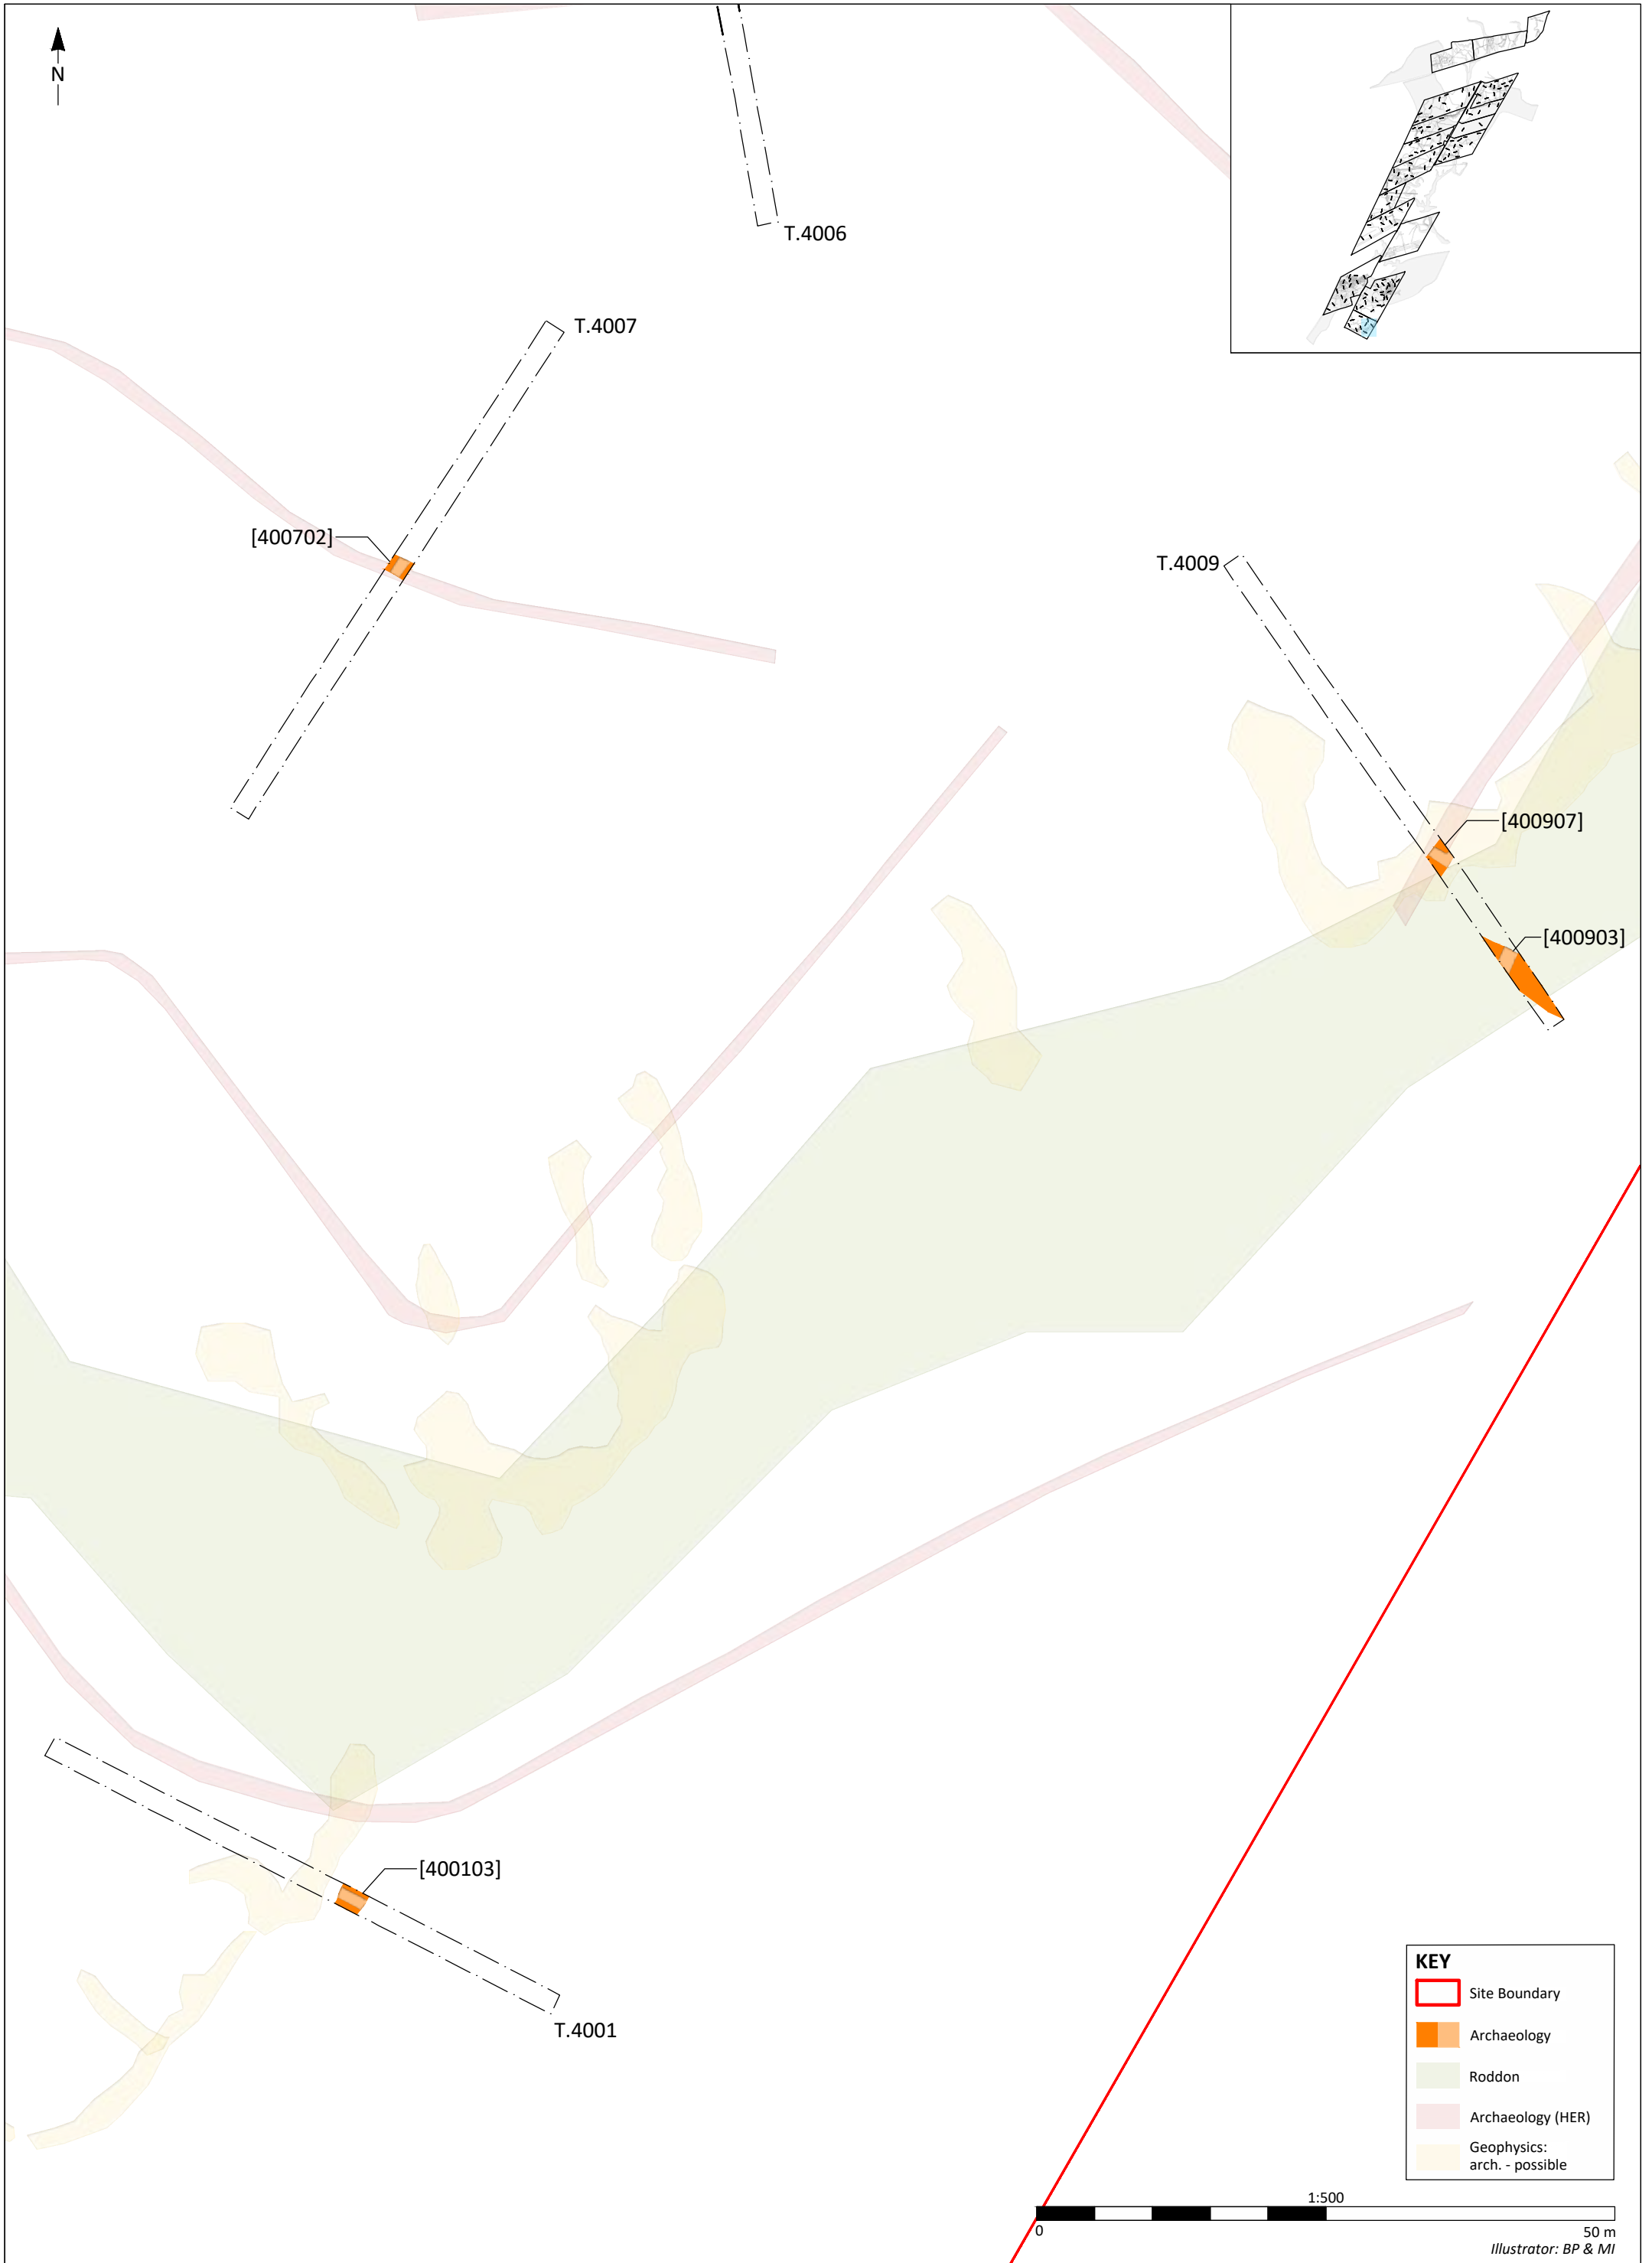 N
T.4006
T.4007
[400702]
T.4009
[400907]
[400903]
[400103]
T.4001
KEY
Site Boundary
Archaeology
Roddon
Archaeology (HER)
Geophysics:
arch. - possible
1:500
0
50 m
Illustrator: BP & MI